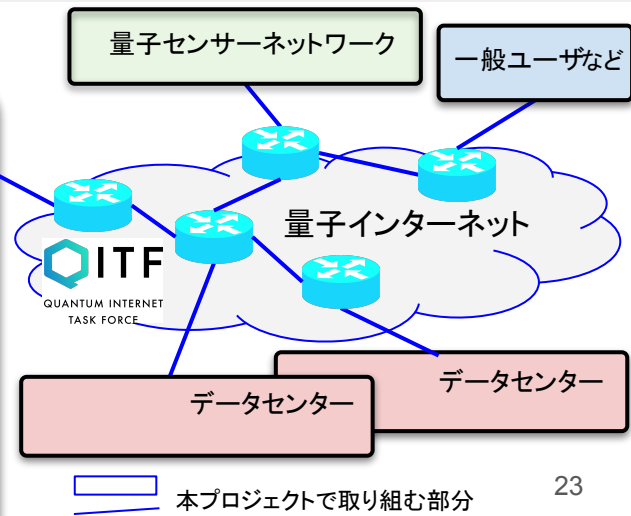 量子センサーネットワーク
一般ユーザなど
量子インターネット
QITF
QUANTUM INTERNET
TASK FORCE
データセンター
データセンター
本プロジェクトで取り組む部分
23